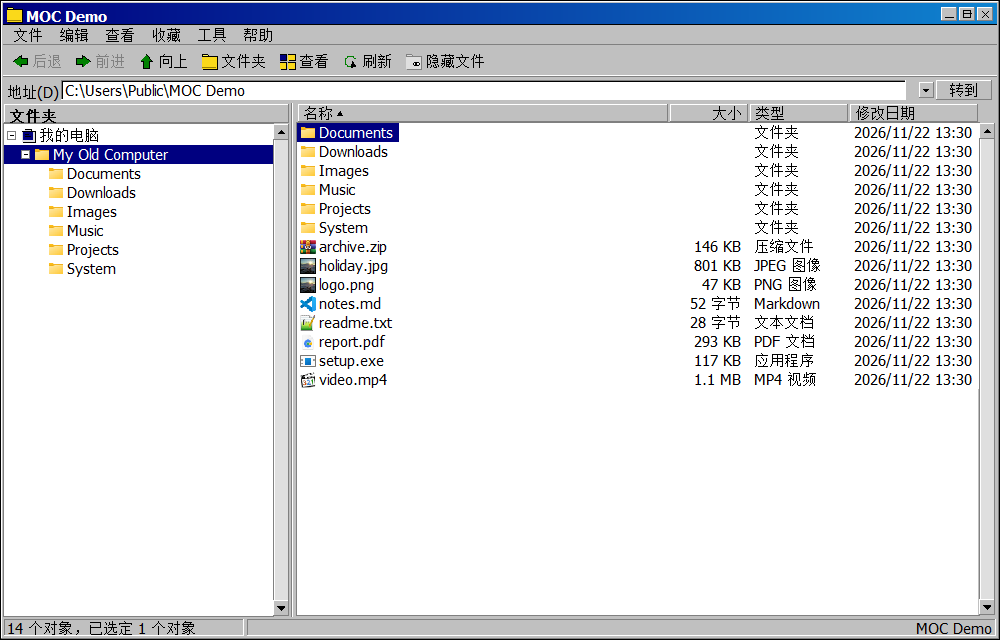 MOC Demo
文件 编辑 查看 收藏 工具 帮助
后退 前进 向上 文件夹 查看 刷新 隐藏文件
地址(D) C:\Users\Public\MOC Demo 转到
文件夹
我的电脑
My Old Computer
Documents
Downloads
Images
Music
Projects
System
名称 大小 类型 修改日期
Documents 文件夹 2026/11/22 13:30
Downloads 文件夹 2026/11/22 13:30
Images 文件夹 2026/11/22 13:30
Music 文件夹 2026/11/22 13:30
Projects 文件夹 2026/11/22 13:30
System 文件夹 2026/11/22 13:30
archive.zip 146 KB 压缩文件 2026/11/22 13:30
holiday.jpg 801 KB JPEG 图像 2026/11/22 13:30
logo.png 47 KB PNG 图像 2026/11/22 13:30
notes.md 52 字节 Markdown 2026/11/22 13:30
readme.txt 28 字节 文本文档 2026/11/22 13:30
report.pdf 293 KB PDF 文档 2026/11/22 13:30
setup.exe 117 KB 应用程序 2026/11/22 13:30
video.mp4 1.1 MB MP4 视频 2026/11/22 13:30
14 个对象，已选定 1 个对象 MOC Demo